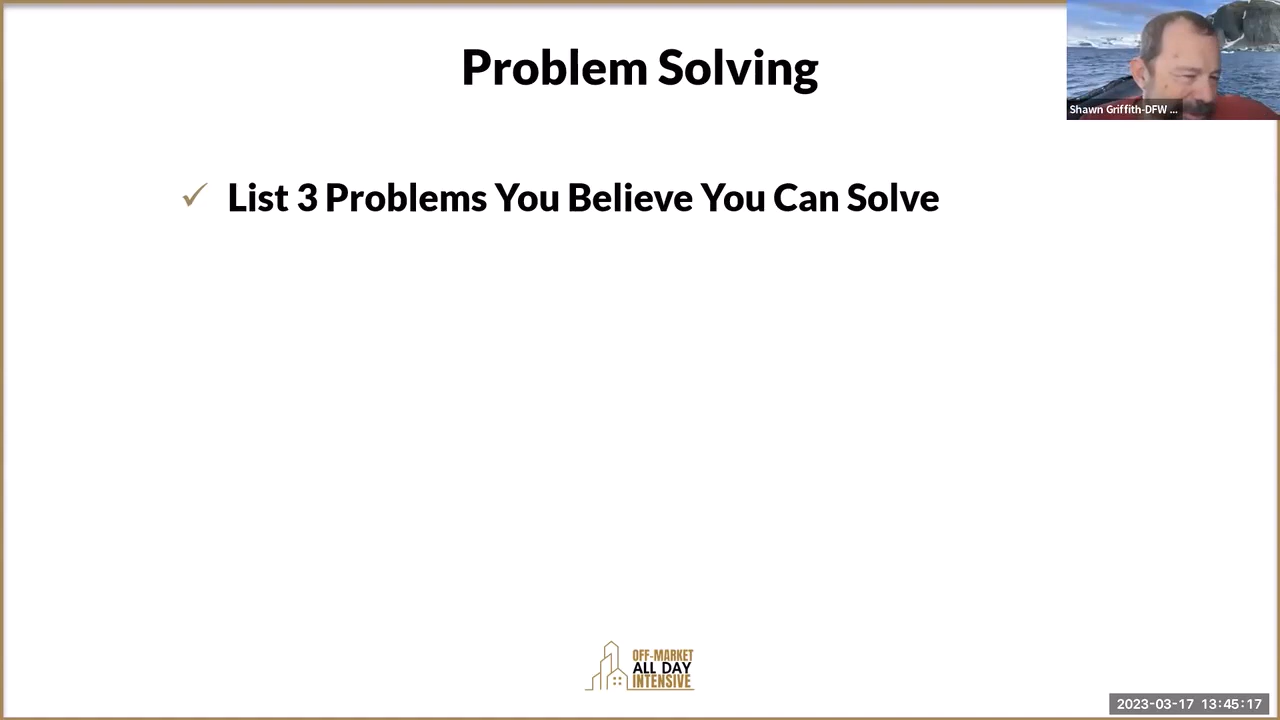 Problem Solving
Shawn Griffith-DFW ...
✓ List 3 Problems You Believe You Can Solve
OFF-MARKET
ALL DAY
INTENSIVE
2023-03-17 13:45:17